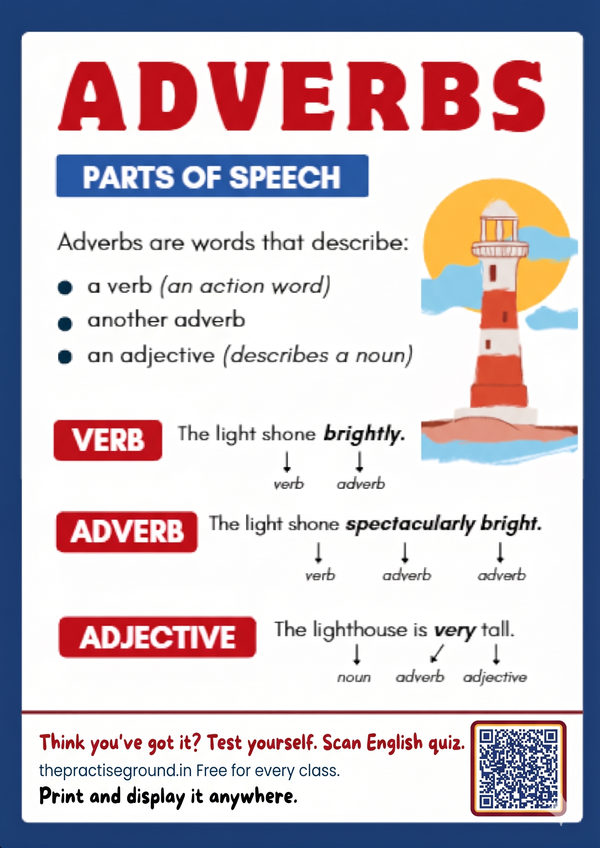 ADVERBS
PARTS OF SPEECH
Adverbs are words that describe:
● a verb (an action word)
● another adverb
● an adjective (describes a noun)
VERB The light shone brightly.
verb adverb
ADVERB The light shone spectacularly bright.
verb adverb adverb
ADJECTIVE The lighthouse is very tall.
noun adverb adjective
Think you've got it? Test yourself. Scan English quiz.
thepractiseground.in Free for every class.
Print and display it anywhere.